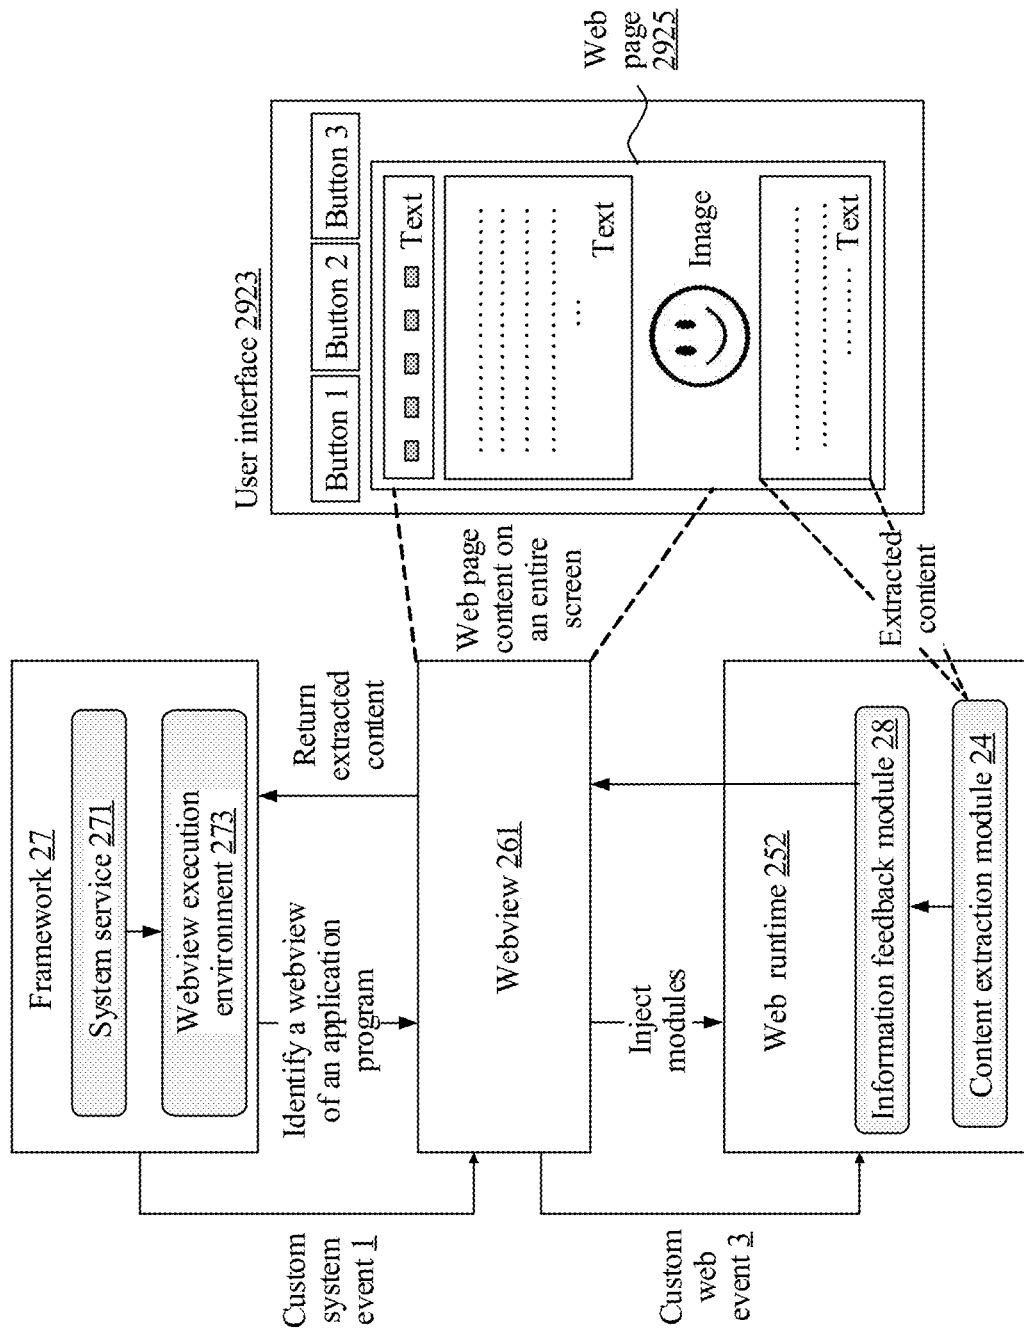 Custom
system
event 1
Framework 27
System service 271
Webview execution
environment 273
Identify a webview
of an application
program
Return
extracted
content
Webview 261
Custom
web
event 3
Inject
modules
Web runtime 252
Information feedback module 28
Content extraction module 24
Web page
content on
an entire
screen
Extracted
content
User interface 2923
Button 1
Button 2
Button 3
Text
Text
Image
Text
Web
page
2925